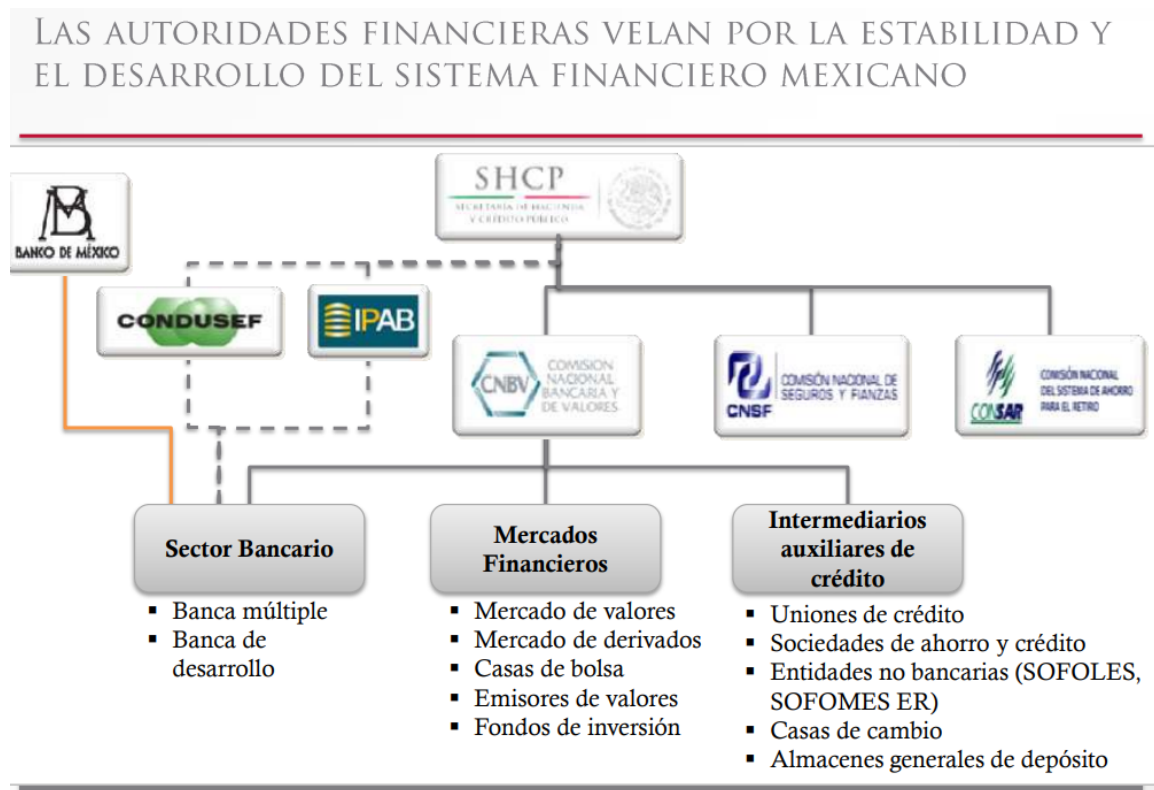 LAS AUTORIDADES FINANCIERAS VELAN POR LA ESTABILIDAD Y
EL DESARROLLO DEL SISTEMA FINANCIERO MEXICANO
SHCP
SECRETARÍA DE HACIENDA
Y CRÉDITO PÚBLICO
BANCO DE MÉXICO
CONDUSEF
IPAB
CNBV
COMISION
NACIONAL
BANCARIA Y
DE VALORES
CNSF
COMISIÓN NACIONAL DE
SEGUROS Y FIANZAS
CONSAR
COMISIÓN NACIONAL
DEL SISTEMA DE AHORRO
PARA EL RETIRO
Sector Bancario
▪ Banca múltiple
▪ Banca de
desarrollo
Mercados
Financieros
▪ Mercado de valores
▪ Mercado de derivados
▪ Casas de bolsa
▪ Emisores de valores
▪ Fondos de inversión
Intermediarios
auxiliares de
crédito
▪ Uniones de crédito
▪ Sociedades de ahorro y crédito
▪ Entidades no bancarias (SOFOLES,
SOFOMES ER)
▪ Casas de cambio
▪ Almacenes generales de depósito